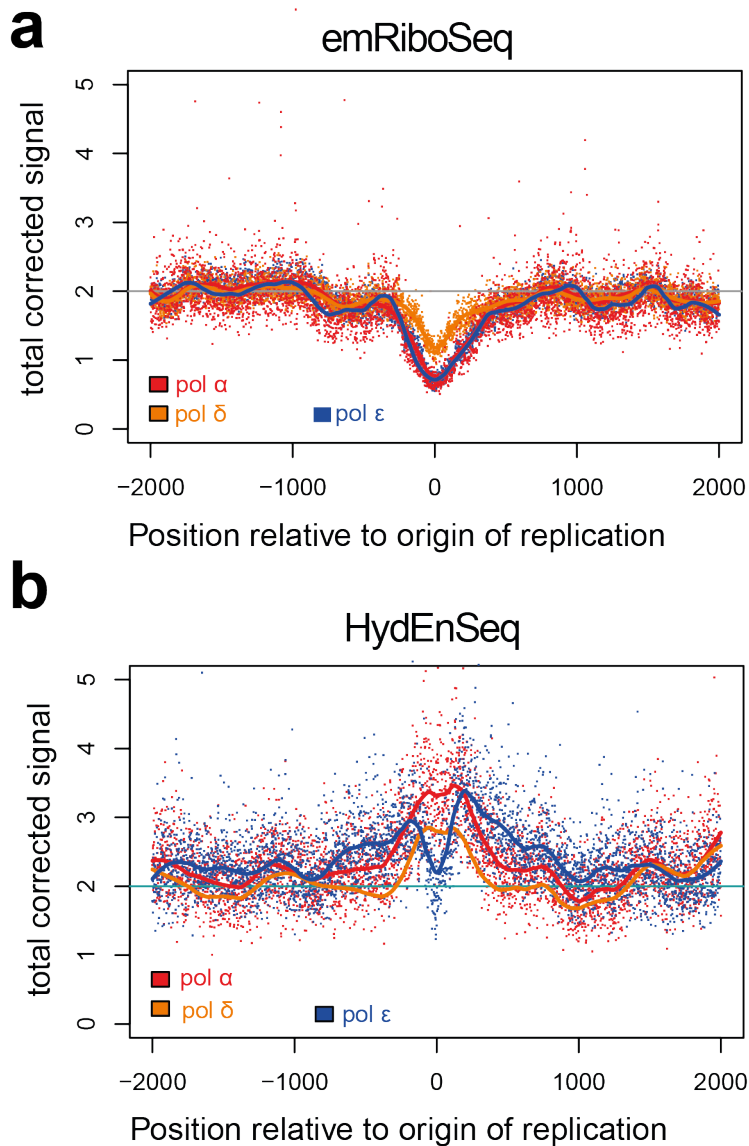 a
emRiboSeq
total corrected signal
5
4
3
2
1
0
pol α
pol δ
pol ε
−2000 −1000 0 1000 2000
Position relative to origin of replication
b
HydEnSeq
total corrected signal
5
4
3
2
1
0
pol α
pol δ
pol ε
−2000 −1000 0 1000 2000
Position relative to origin of replication